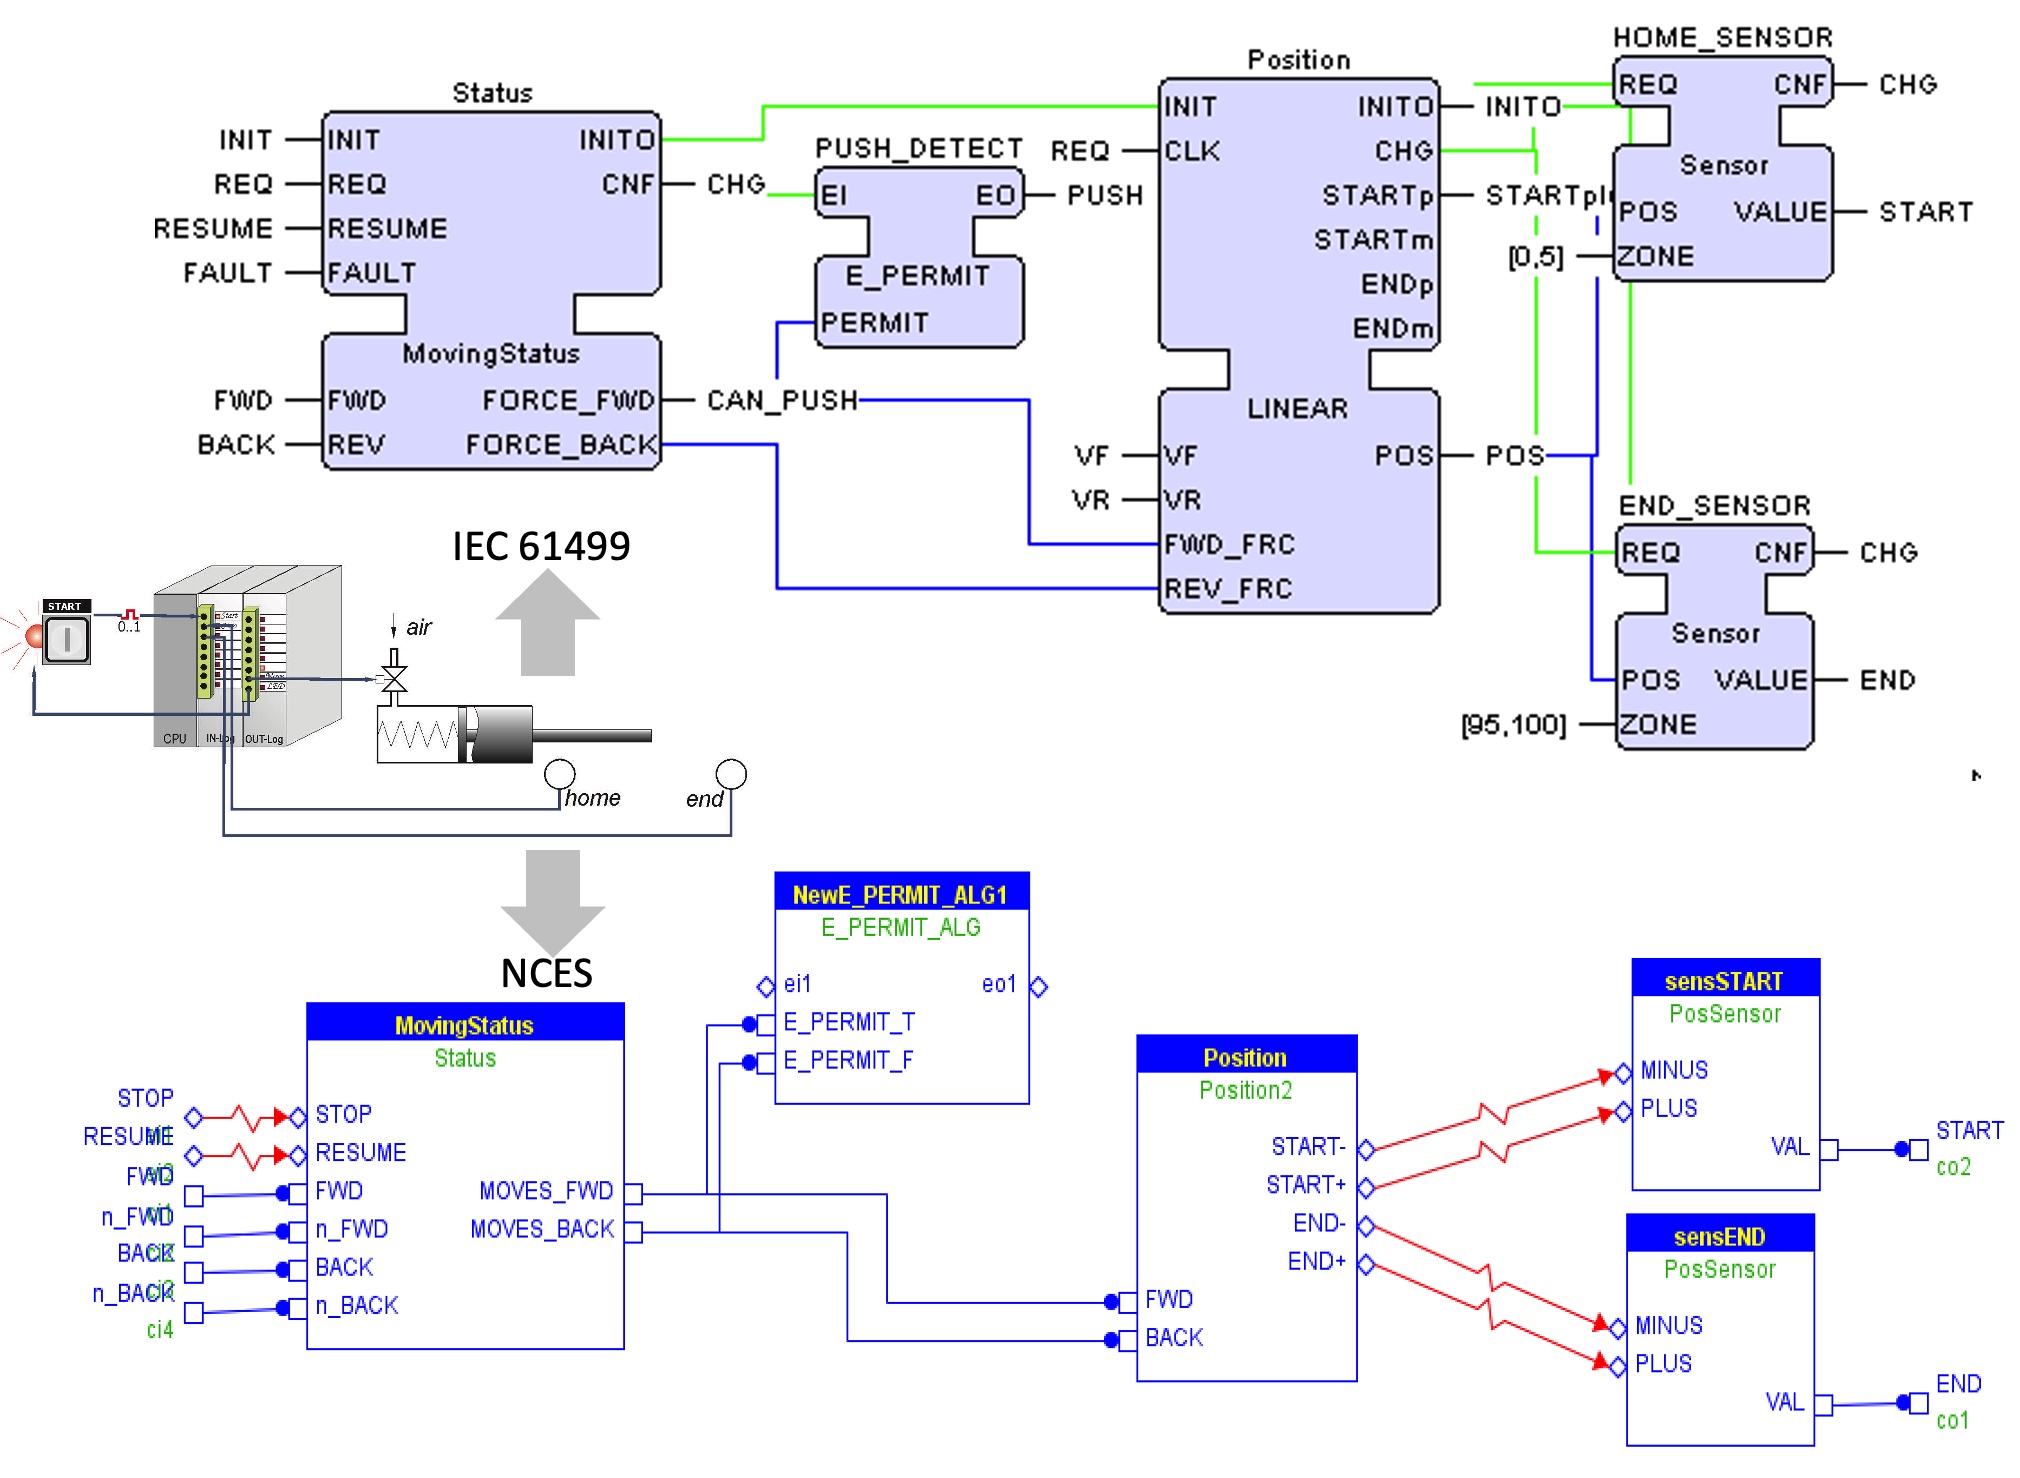 HOME_SENSOR
REQ CNF CHG
Sensor
POS VALUE START
[0,5] ZONE
Position
INIT INITO INITO
REQ CLK CHG
STARTp STARTpl
STARTm
ENDp
ENDm
LINEAR
VF VF POS POS
VR VR
FWD_FRC
REV_FRC
Status
INIT INIT INITO
REQ REQ CNF CHG
RESUME RESUME
FAULT FAULT
MovingStatus
FWD FWD FORCE_FWD CAN_PUSH
BACK REV FORCE_BACK
PUSH_DETECT
EI EO PUSH
E_PERMIT
PERMIT
END_SENSOR
REQ CNF CHG
Sensor
POS VALUE END
[95,100] ZONE
IEC 61499
START
0..1
Start
air
CPU IN-Log OUT-Log
LED
home
end
NCES
NewE_PERMIT_ALG1
E_PERMIT_ALG
ei1 eo1
E_PERMIT_T
E_PERMIT_F
MovingStatus
Status
STOP STOP
RESUME RESUME
FWD FWD MOVES_FWD
n_FWD n_FWD MOVES_BACK
BACK BACK
n_BACK n_BACK
ci4
Position
Position2
START-
START+
END-
END+
FWD
BACK
sensSTART
PosSensor
MINUS
PLUS
VAL START
co2
sensEND
PosSensor
MINUS
PLUS
VAL END
co1